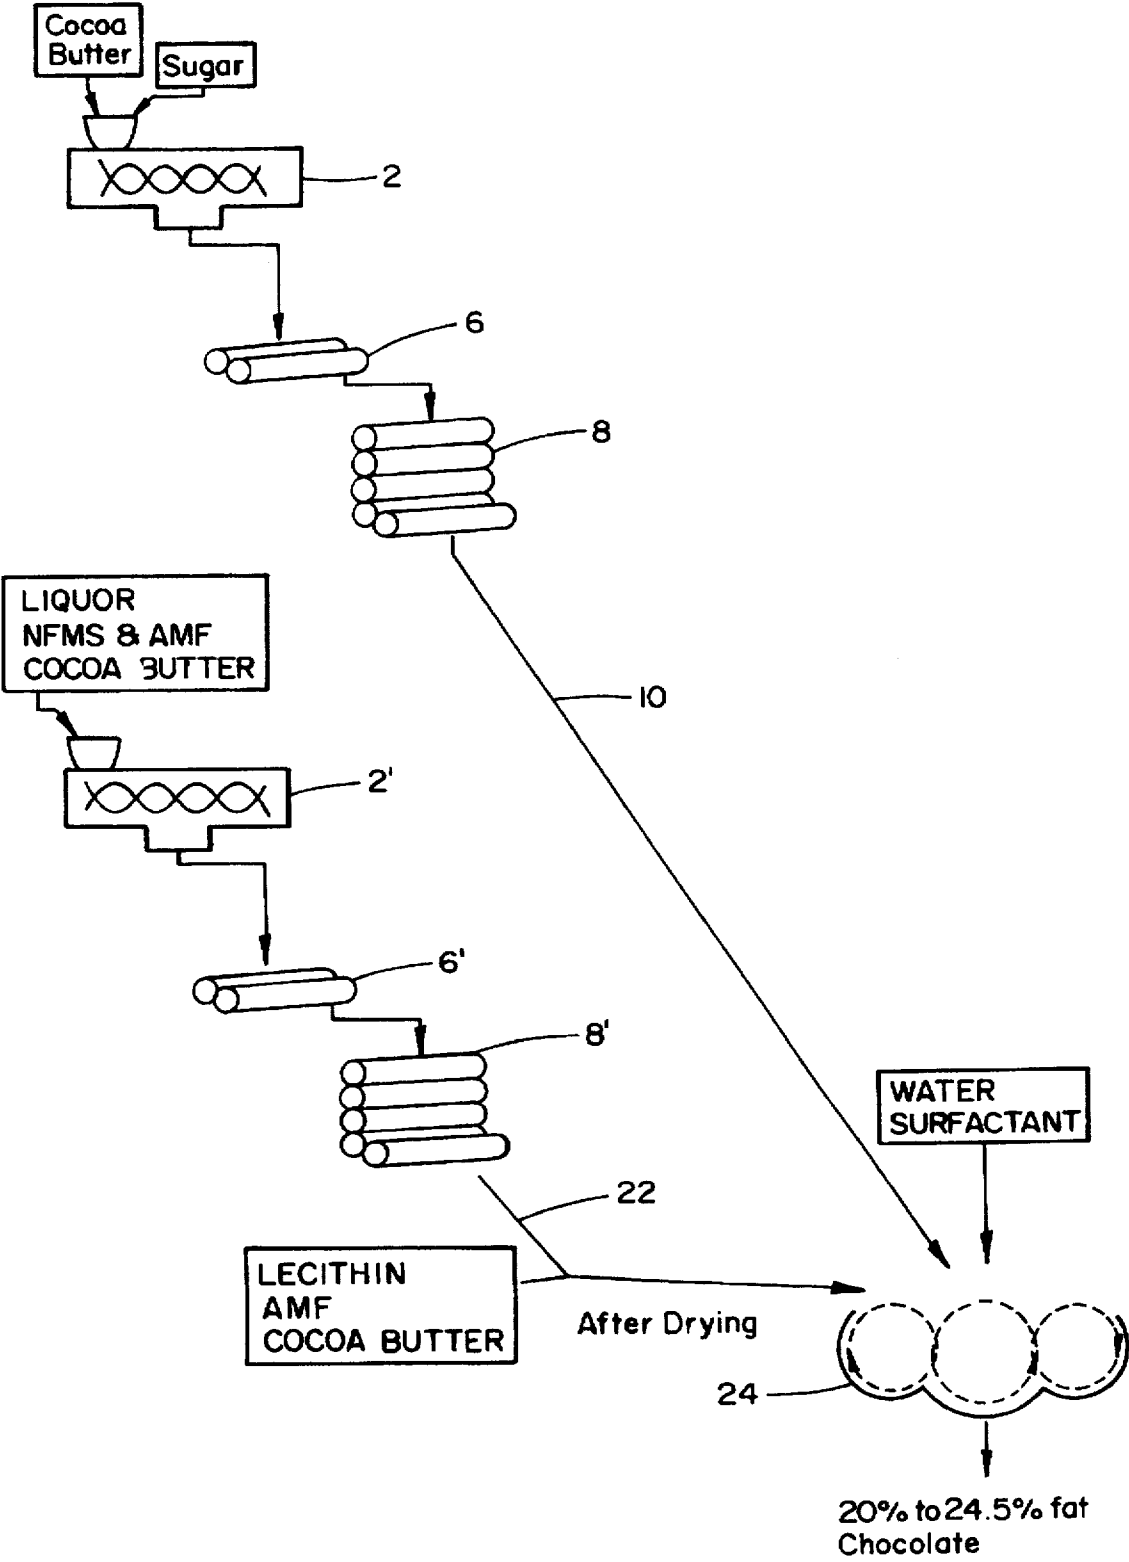 Cocoa
Butter
Sugar
2
6
8
LIQUOR
NFMS & AMF
COCOA BUTTER
10
2'
6'
8'
WATER
SURFACTANT
22
LECITHIN
AMF
COCOA BUTTER
After Drying
24
20% to 24.5% fat
Chocolate